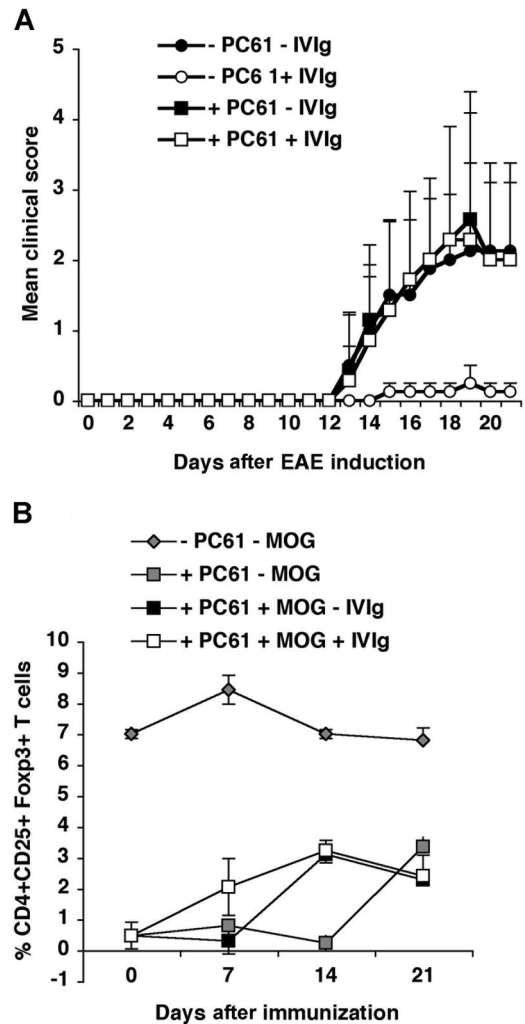 A
- PC61 - IVIg
- PC6 1+ IVIg
+ PC61 - IVIg
+ PC61 + IVIg
5
4
3
2
1
0
Mean clinical score
0 2 4 6 8 10 12 14 16 18 20
Days after EAE induction
B
- PC61 - MOG
+ PC61 - MOG
+ PC61 + MOG - IVIg
+ PC61 + MOG + IVIg
10
9
8
7
6
5
4
3
2
1
0
-1
% CD4+CD25+ Foxp3+ T cells
0 7 14 21
Days after immunization